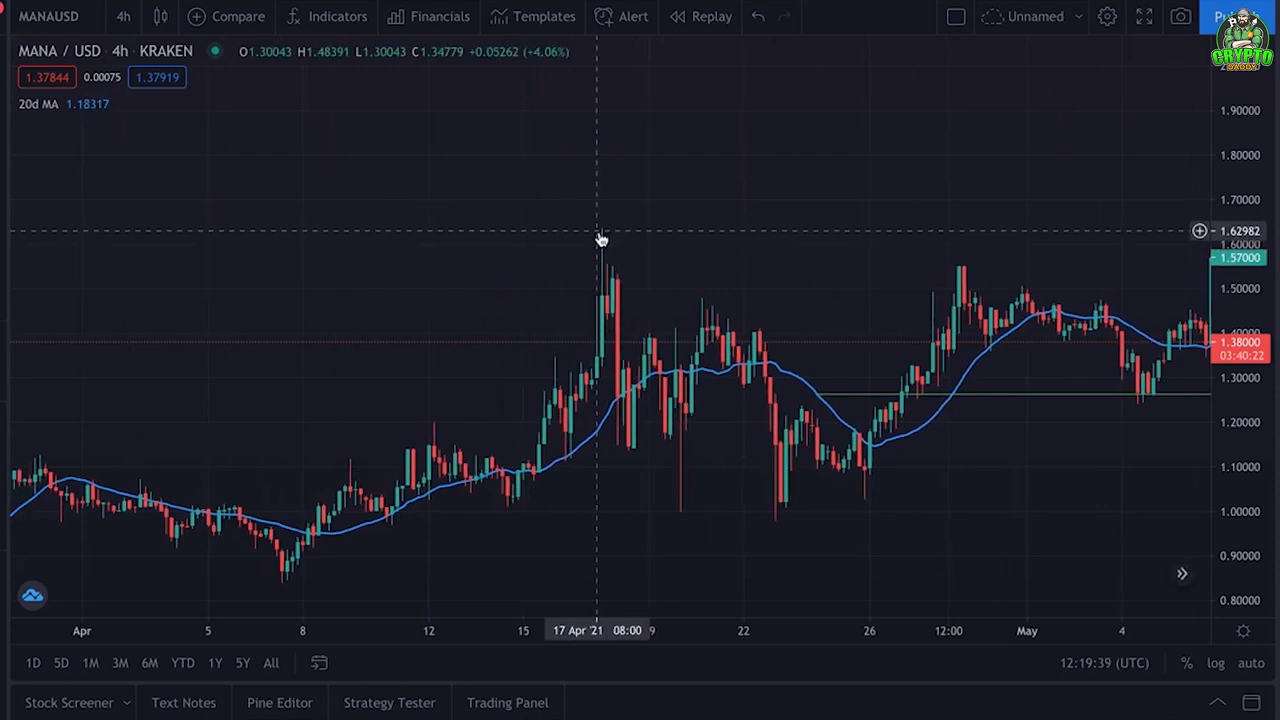 MANAUSD 4h Compare Indicators Financials Templates Alert Replay Unnamed
MANA / USD 4h KRAKEN O1.30043 H1.48391 L1.30043 C1.34779 +0.05262 (+4.06%)
CRYPTO
DADDY
1.37844 0.00075 1.37919
20d MA 1.18317
1.90000
1.80000
1.70000
1.62982
1.60000
1.57000
1.50000
1.40000
1.38000
03:40:22
1.30000
1.20000
1.10000
1.00000
0.90000
0.80000
Apr 5 8 12 15 17 Apr '21 08:00 9 22 26 12:00 May 4
1D 5D 1M 3M 6M YTD 1Y 5Y All 12:19:39 (UTC) % log auto
Stock Screener Text Notes Pine Editor Strategy Tester Trading Panel